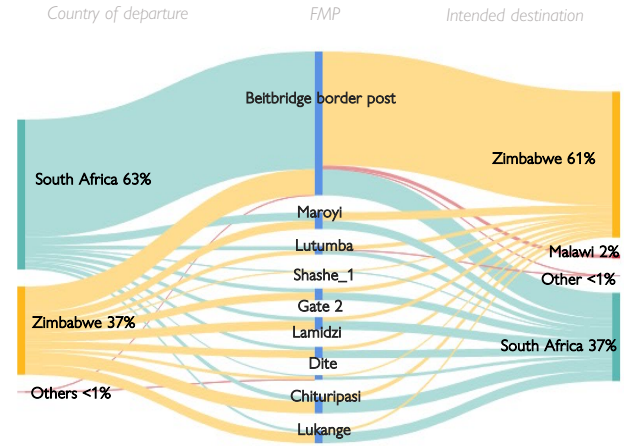 Country of departure
FMP
Intended destination
Beitbridge border post
Zimbabwe 61%
South Africa 63%
Maroyi
Lutumba
Malawi 2%
Shashe_1
Other <1%
Gate 2
Zimbabwe 37%
Lamidzi
South Africa 37%
Dite
Others <1%
Chituripasi
Lukange